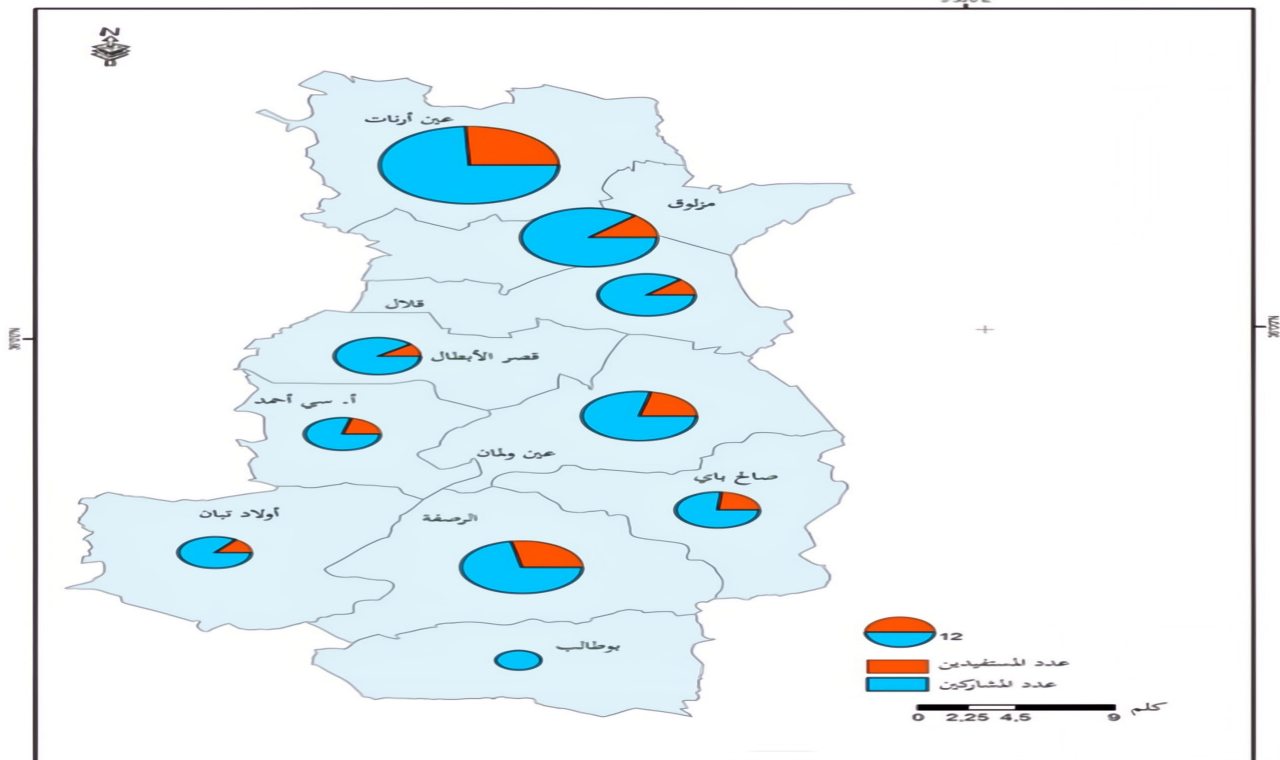 N
عين أرنات
مزلوق
قلال
قصر الأبطال
أ. سي أحمد
عين ولمان
صالح باي
أولاد تبان
الرصفة
بوطالب
12
عدد المستفيدين
عدد المشاركين
0 2,25 4,5 9 كلم